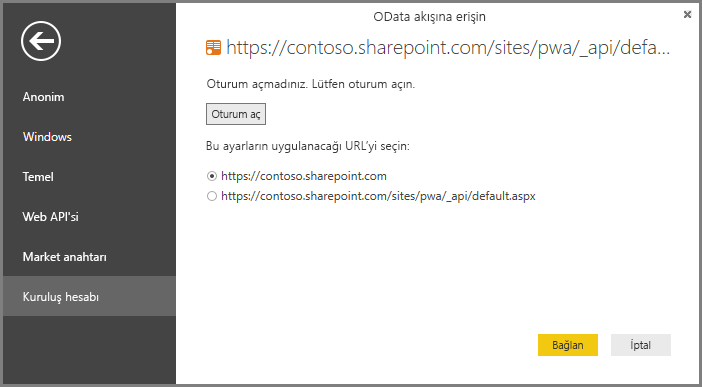 OData akışına erişin
https://contoso.sharepoint.com/sites/pwa/_api/defa...
Anonim
Windows
Temel
Web API'si
Market anahtarı
Kuruluş hesabı
Oturum açmadınız. Lütfen oturum açın.
Oturum aç
Bu ayarların uygulanacağı URL'yi seçin:
https://contoso.sharepoint.com
https://contoso.sharepoint.com/sites/pwa/_api/default.aspx
Bağlan
İptal